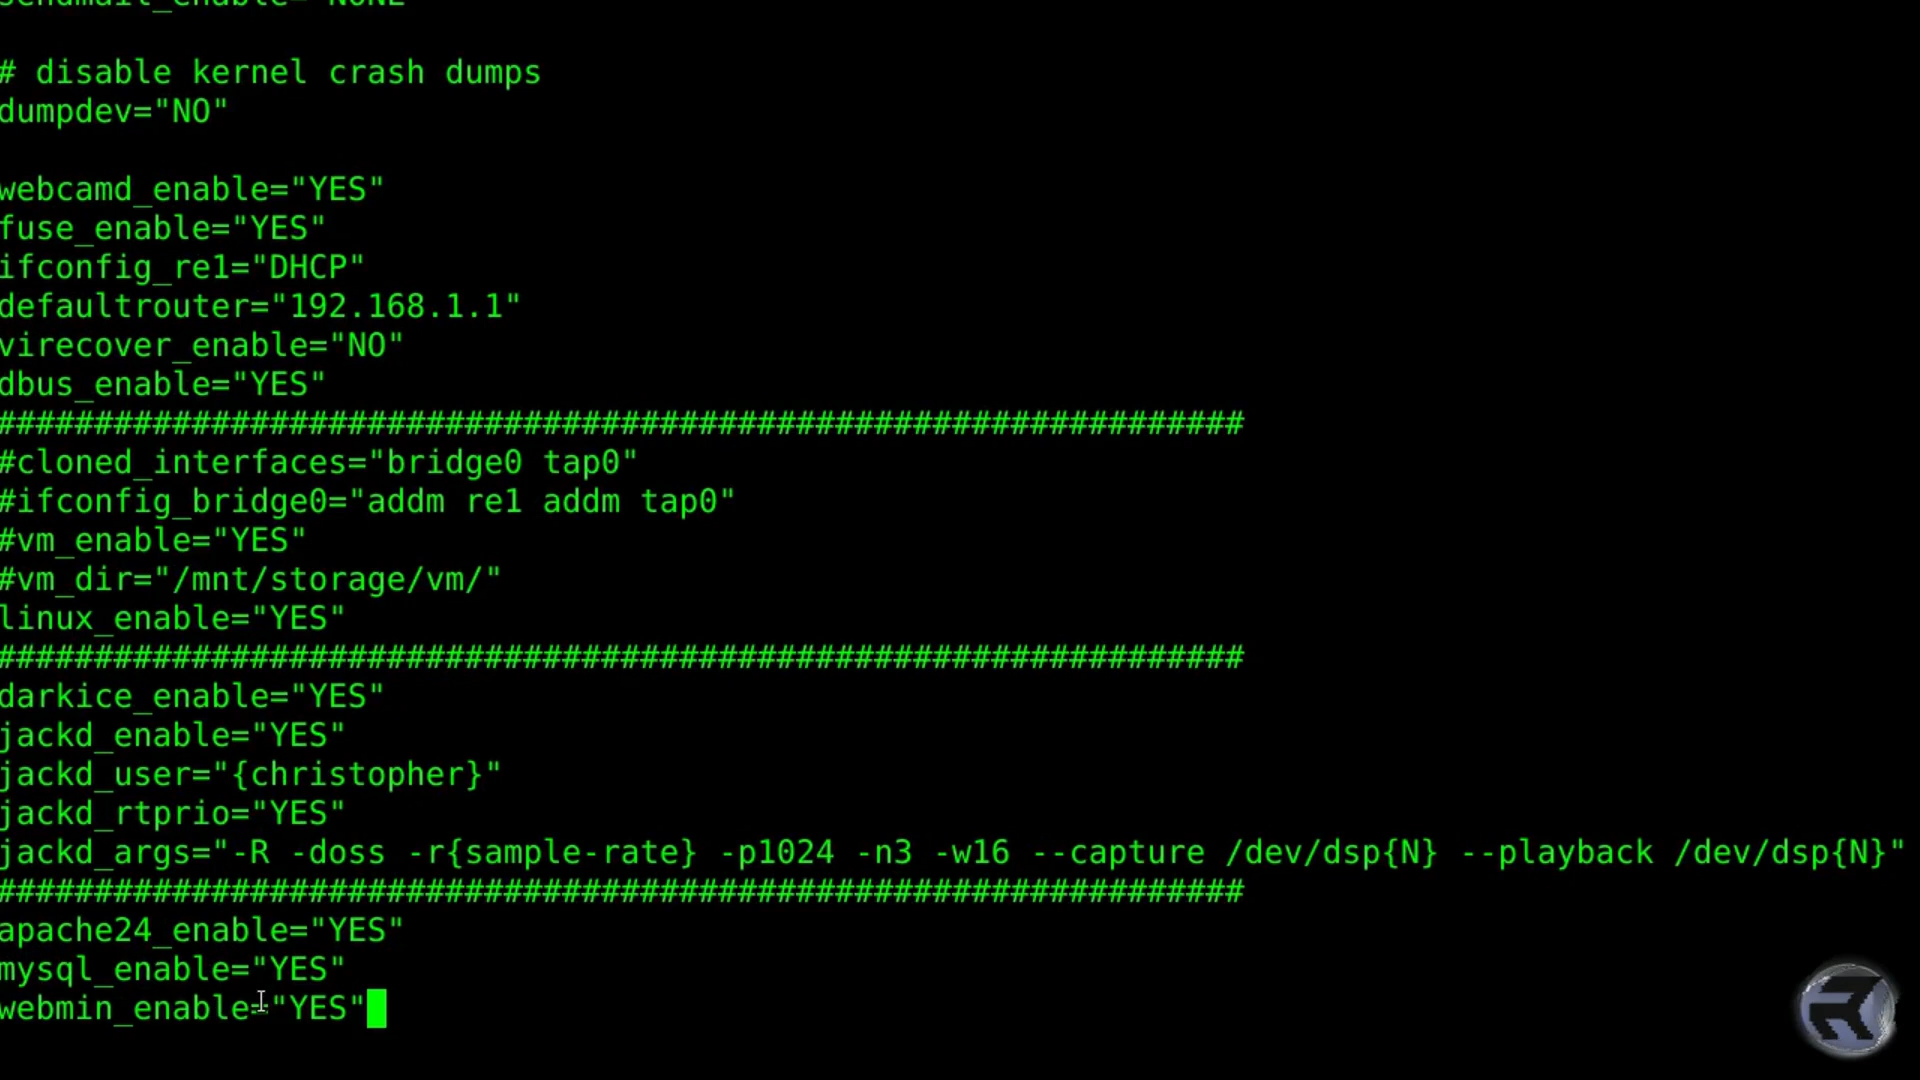 sendmail_enable="NONE"
# disable kernel crash dumps
dumpdev="NO"
webcamd_enable="YES"
fuse_enable="YES"
ifconfig_re1="DHCP"
defaultrouter="192.168.1.1"
virecover_enable="NO"
dbus_enable="YES"
################################################################
#cloned_interfaces="bridge0 tap0"
#ifconfig_bridge0="addm re1 addm tap0"
#vm_enable="YES"
#vm_dir="/mnt/storage/vm/"
linux_enable="YES"
################################################################
darkice_enable="YES"
jackd_enable="YES"
jackd_user="{christopher}"
jackd_rtprio="YES"
jackd_args="-R -doss -r{sample-rate} -p1024 -n3 -w16 --capture /dev/dsp{N} --playback /dev/dsp{N}"
################################################################
apache24_enable="YES"
mysql_enable="YES"
webmin_enable="YES"